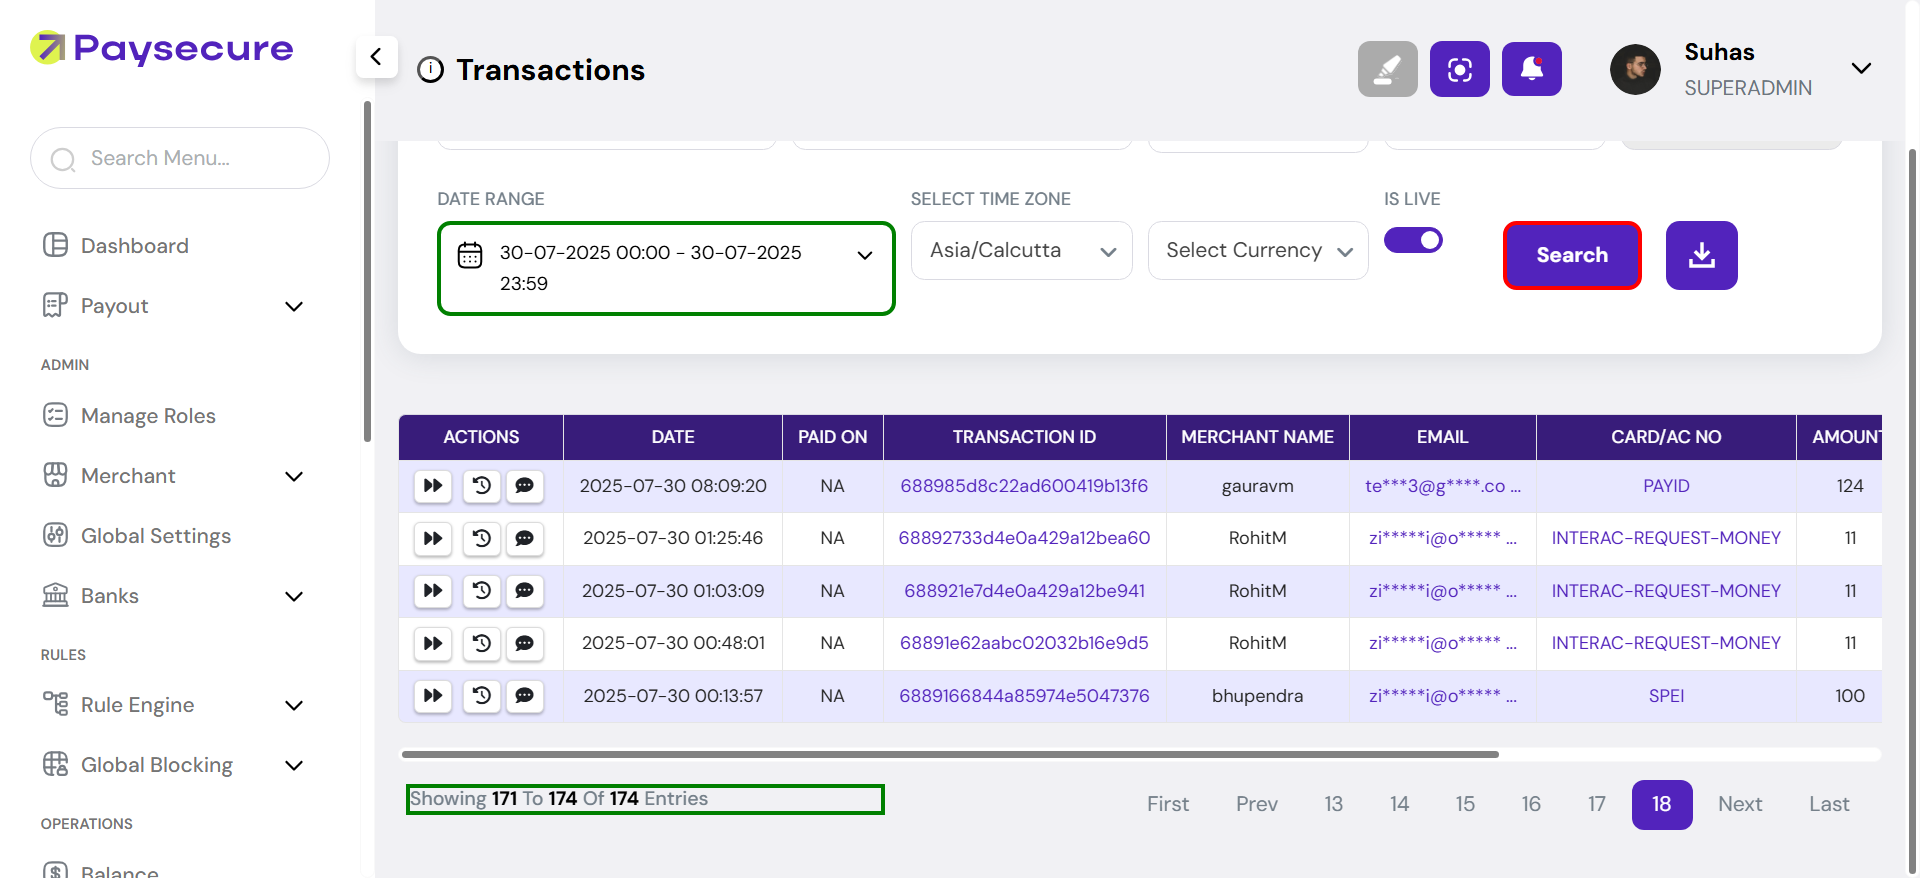 Paysecure
Transactions
Suhas
SUPERADMIN
Search Menu...
Dashboard
Payout
ADMIN
Manage Roles
Merchant
Global Settings
Banks
RULES
Rule Engine
Global Blocking
OPERATIONS
Balance
DATE RANGE
SELECT TIME ZONE
IS LIVE
30-07-2025 00:00 - 30-07-2025
23:59
Asia/Calcutta
Select Currency
Search
ACTIONS DATE PAID ON TRANSACTION ID MERCHANT NAME EMAIL CARD/AC NO AMOUNT
2025-07-30 08:09:20 NA 688985d8c22ad600419b13f6 gauravm te***3@g****.co ... PAYID 124
2025-07-30 01:25:46 NA 68892733d4e0a429a12bea60 RohitM zi*****i@o***** ... INTERAC-REQUEST-MONEY 11
2025-07-30 01:03:09 NA 688921e7d4e0a429a12be941 RohitM zi*****i@o***** ... INTERAC-REQUEST-MONEY 11
2025-07-30 00:48:01 NA 68891e62aabc02032b16e9d5 RohitM zi*****i@o***** ... INTERAC-REQUEST-MONEY 11
2025-07-30 00:13:57 NA 6889166844a85974e5047376 bhupendra zi*****i@o***** ... SPEI 100
Showing 171 To 174 Of 174 Entries
First Prev 13 14 15 16 17 18 Next Last